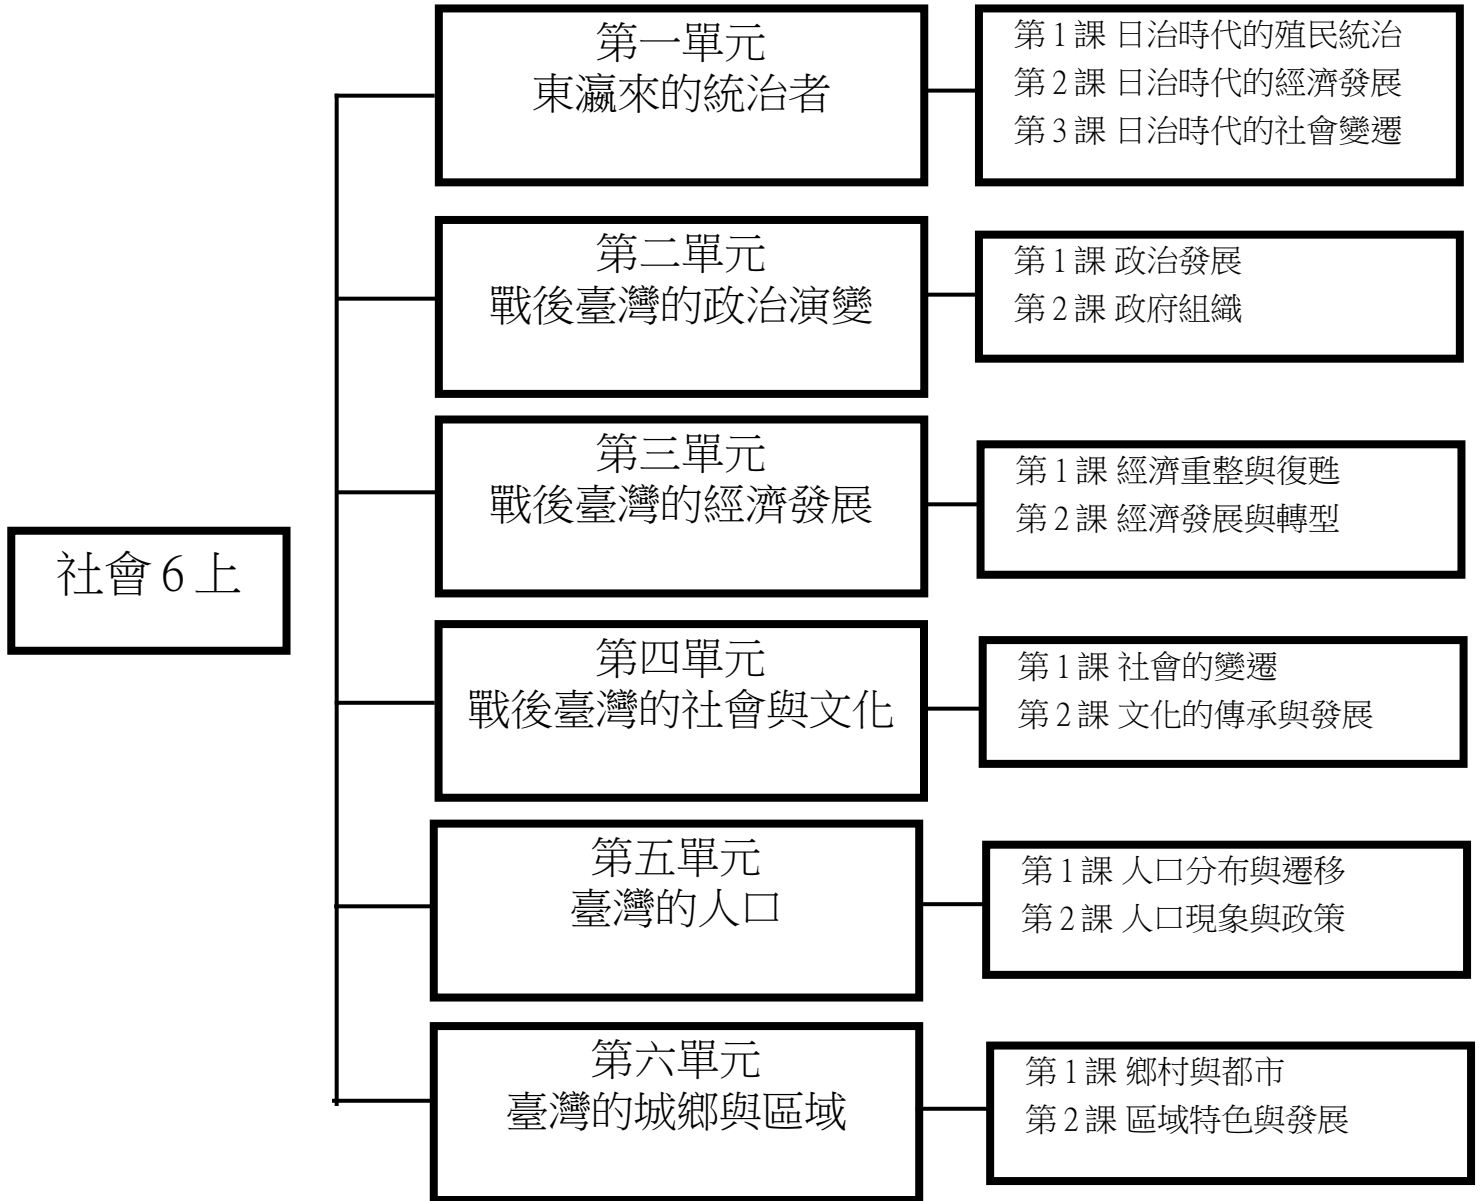 社會6上
第一單元
東瀛來的統治者
第1課 日治時代的殖民統治
第2課 日治時代的經濟發展
第3課 日治時代的社會變遷
第二單元
戰後臺灣的政治演變
第1課 政治發展
第2課 政府組織
第三單元
戰後臺灣的經濟發展
第1課 經濟重整與復甦
第2課 經濟發展與轉型
第四單元
戰後臺灣的社會與文化
第1課 社會的變遷
第2課 文化的傳承與發展
第五單元
臺灣的人口
第1課 人口分布與遷移
第2課 人口現象與政策
第六單元
臺灣的城鄉與區域
第1課 鄉村與都市
第2課 區域特色與發展